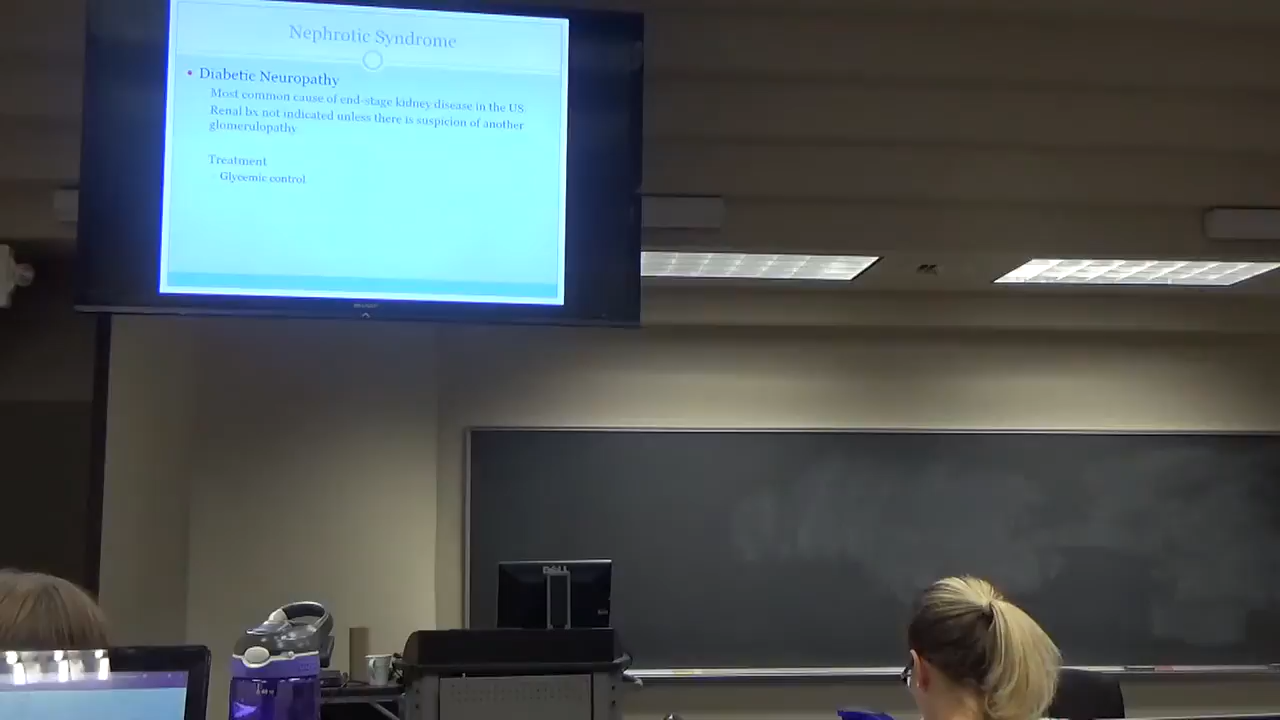 Nephrotic Syndrome
• Diabetic Neuropathy
Most common cause of end-stage kidney disease in the US
Renal bx not indicated unless there is suspicion of another
glomerulopathy
Treatment
Glycemic control
SHARP
DELL